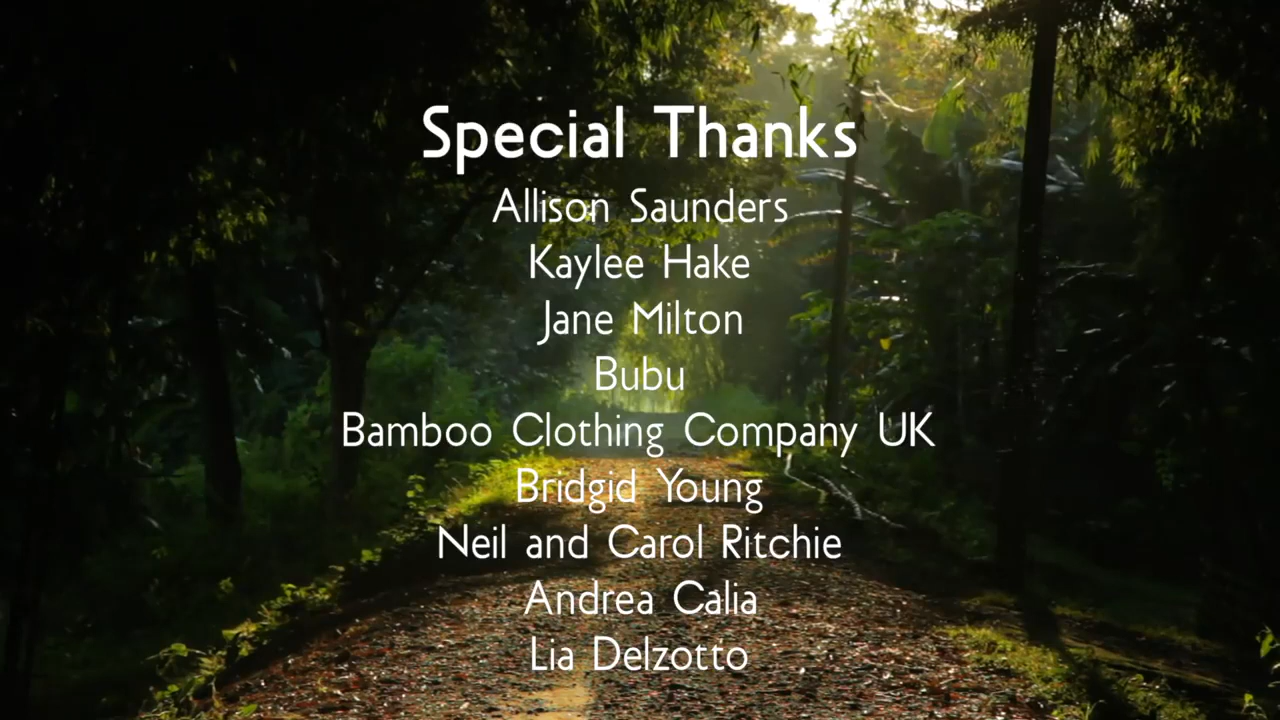 Special Thanks
Allison Saunders
Kaylee Hake
Jane Milton
Bubu
Bamboo Clothing Company UK
Bridgid Young
Neil and Carol Ritchie
Andrea Calia
Lia Delzotto